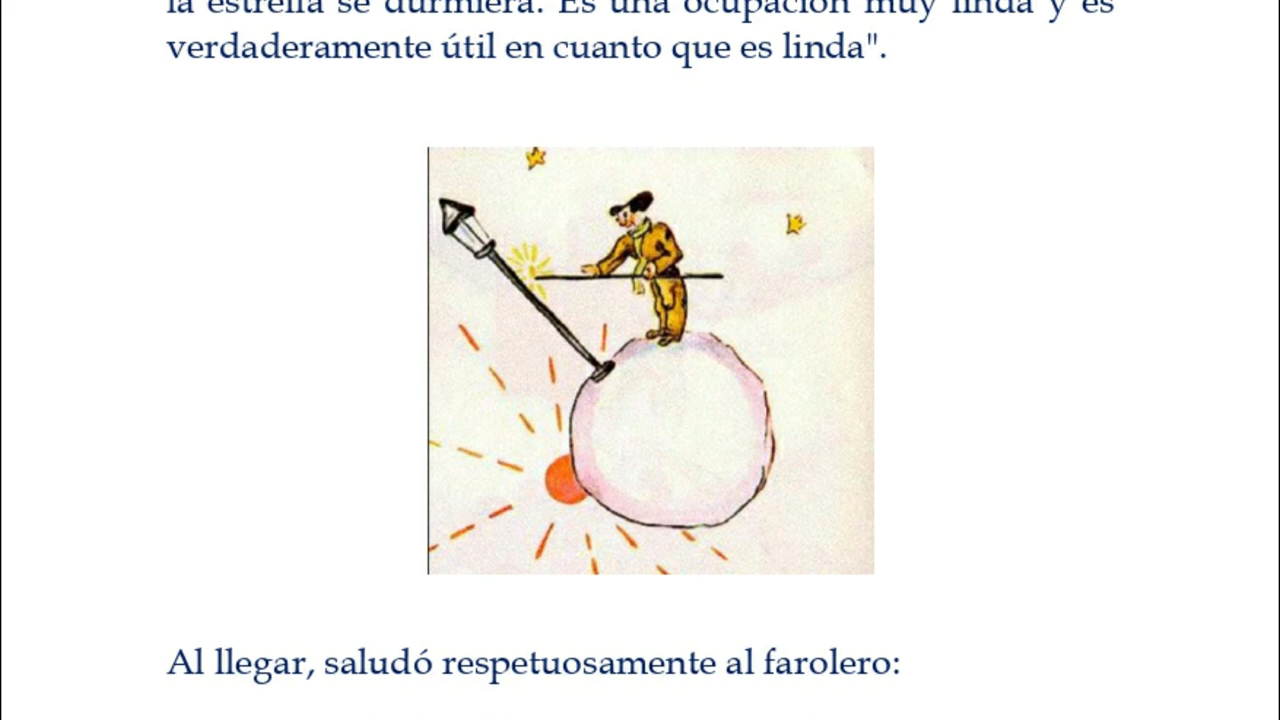 la estrella se durmiera. Es una ocupación muy linda y es
verdaderamente útil en cuanto que es linda".
Al llegar, saludó respetuosamente al farolero: